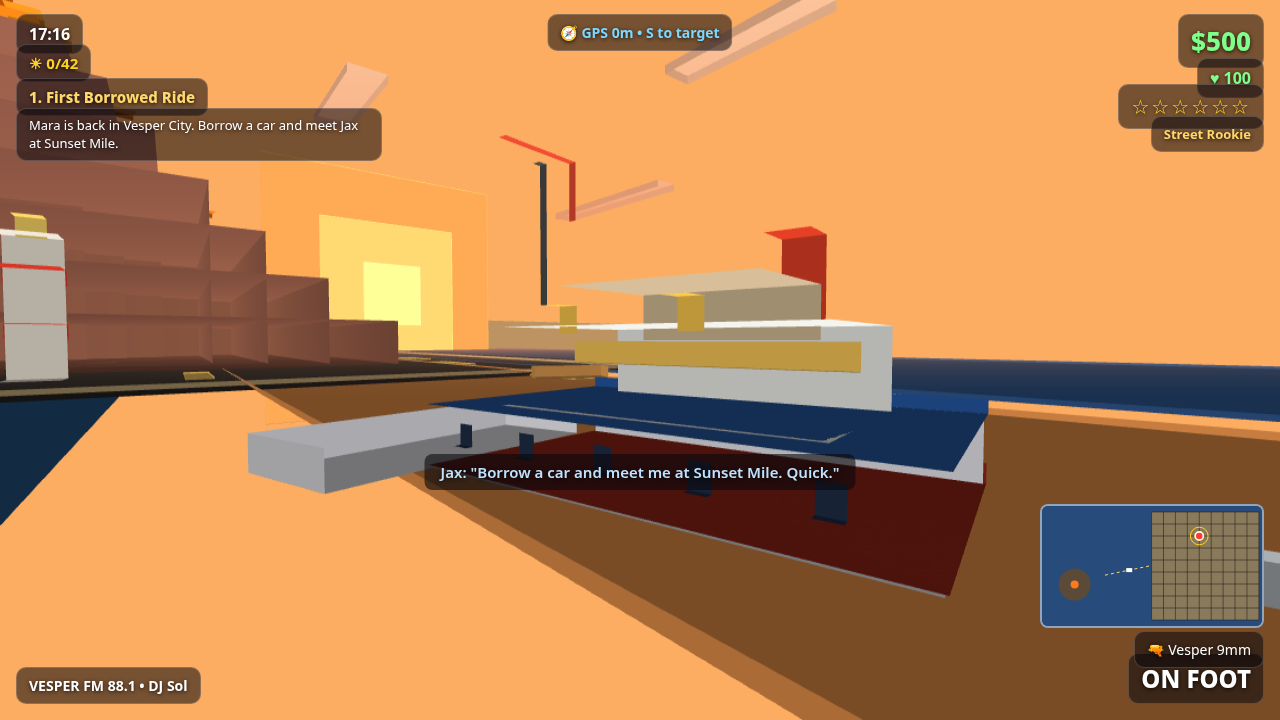 17:16
☀ 0/42
1. First Borrowed Ride
Mara is back in Vesper City. Borrow a car and meet Jax
at Sunset Mile.
🧭 GPS 0m • S to target
$500
♥ 100
☆☆☆☆☆☆
Street Rookie
Jax: "Borrow a car and meet me at Sunset Mile. Quick."
🔫 Vesper 9mm
ON FOOT
VESPER FM 88.1 • DJ Sol